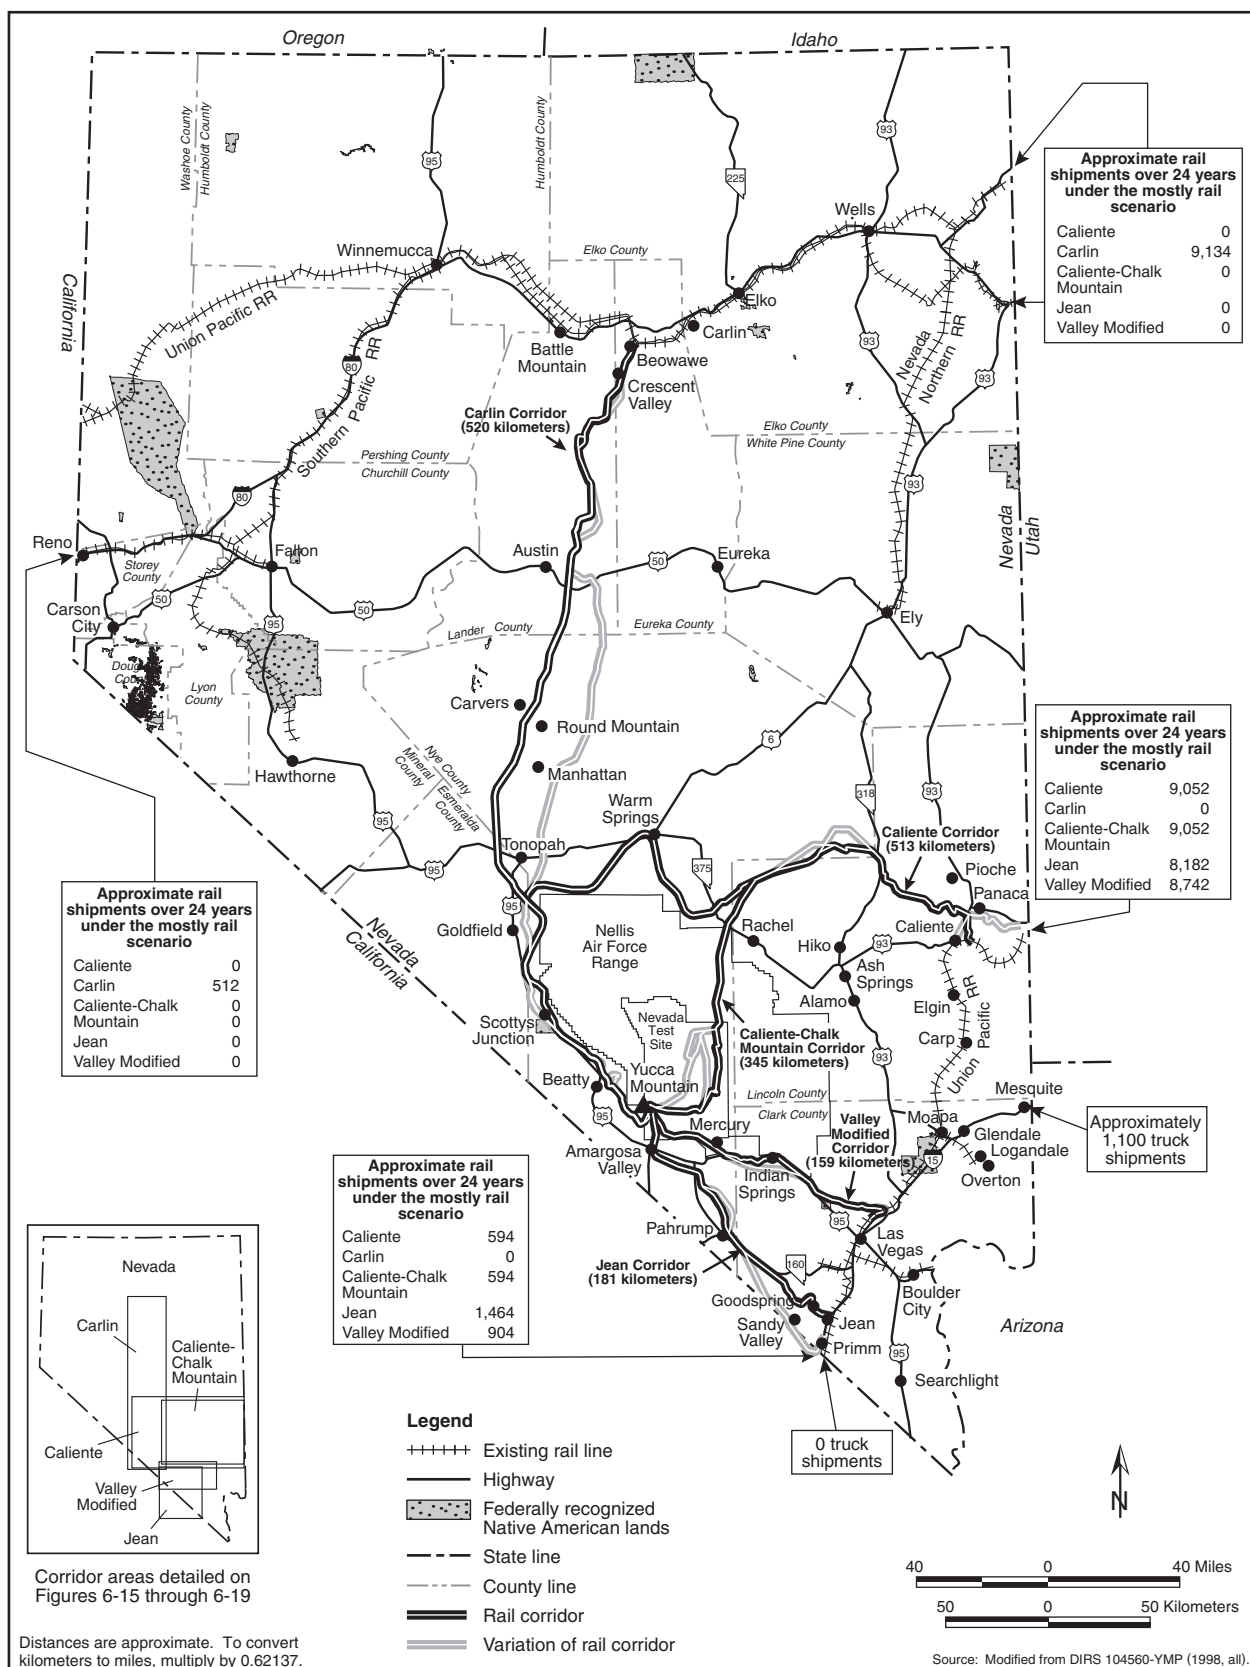 Oregon
Idaho
Washoe County
Humboldt County
Humboldt County
95
225
93
Approximate rail
shipments over 24 years
under the mostly rail
scenario
Caliente 0
Carlin 9,134
Caliente-Chalk 0
Mountain
Jean 0
Valley Modified 0
Wells
Winnemucca
Elko County
California
Union Pacific RR
Elko
Carlin
Battle
Mountain
Beowawe
Crescent
Valley
80
Southern Pacific RR
93
Nevada
Northern RR
93
Carlin Corridor
(520 kilometers)
Elko County
White Pine County
Pershing County
Churchill County
80
93
Nevada
Utah
Reno
Storey
County
Fallon
Austin
50
Eureka
50
50
Carson
City
95
Ely
Lander County
Eureka County
Lyon
County
Carvers
Round Mountain
Manhattan
Hawthorne
Nye County
Mineral
County
Esmeralda
County
6
Warm
Springs
318
93
95
95
Tonopah
375
Caliente Corridor
(513 kilometers)
Pioche
Panaca
Approximate rail
shipments over 24 years
under the mostly rail
scenario
Caliente 9,052
Carlin 0
Caliente-Chalk 9,052
Mountain
Jean 8,182
Valley Modified 8,742
Approximate rail
shipments over 24 years
under the mostly rail
scenario
Caliente 0
Carlin 512
Caliente-Chalk 0
Mountain 0
Jean 0
Valley Modified 0
95
Goldfield
Nevada
California
Nellis
Air Force
Range
Rachel
Hiko
93
Caliente
Ash
Springs
Alamo
Elgin
Carp
Union Pacific RR
Scottys
Junction
Nevada
Test
Site
Caliente-Chalk
Mountain Corridor
(345 kilometers)
93
Beatty
Yucca
Mountain
95
Lincoln County
Clark County
Mesquite
Mercury
Valley
Modified
Corridor
(159 kilometers)
Moapa
Glendale
Logandale
Overton
15
Approximately
1,100 truck
shipments
Amargosa
Valley
Indian
Springs
95
Las
Vegas
Approximate rail
shipments over 24 years
under the mostly rail
scenario
Caliente 594
Carlin 0
Caliente-Chalk 594
Mountain
Jean 1,464
Valley Modified 904
Pahrump
Jean Corridor
(181 kilometers)
160
Boulder
City
Goodspring
Sandy
Valley
Jean
Primm
Arizona
95
Searchlight
0 truck
shipments
Nevada
Carlin
Caliente-
Chalk
Mountain
Caliente
Valley
Modified
Jean
Corridor areas detailed on
Figures 6-15 through 6-19
Distances are approximate. To convert
kilometers to miles, multiply by 0.62137.
Legend
Existing rail line
Highway
Federally recognized
Native American lands
State line
County line
Rail corridor
Variation of rail corridor
N
40 0 40 Miles
50 0 50 Kilometers
Source: Modified from DIRS 104560-YMP (1998, all).